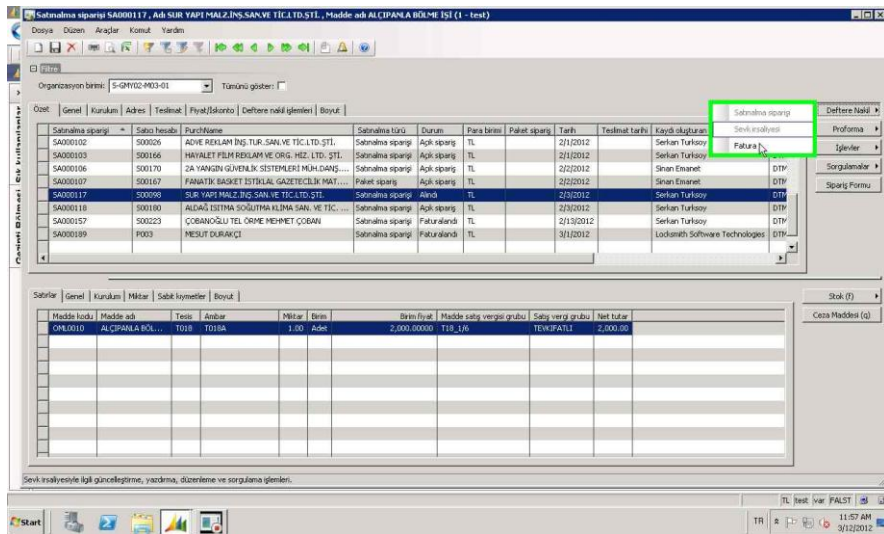 Satınalma siparişi SA000117 , Adı SUR YAPI MALZ.İNŞ.SAN.VE TİC.LTD.ŞTİ. , Madde adı ALÇIPANLA BÖLME İŞİ (1 - test)
Dosya Düzen Araçlar Komut Yardım
Filtre
Organizasyon birimi: S-GMY02-M03-01 Tümünü göster:
Özet Genel Kurulum Adres Teslimat Fiyat/İskonto Deftere nakil işlemleri Boyut
Satınalma siparişi
Sevk irsaliyesi
Fatura
Deftere Nakil
Proforma
İşlevler
Sorgulamalar
Sipariş Formu
Satınalma siparişi Satıcı hesabı PurchName Satınalma türü Durum Para birimi Paket sipariş Tarih Teslimat tarihi Kaydı oluşturan
SA000102 S00026 ADVE REKLAM İNŞ.TUR.SAN.VE TİC.LTD.ŞTİ. Satınalma siparişi Açık sipariş TL 2/1/2012 Serkan Turksoy DTM
SA000103 S00166 HAYALET FİLM REKLAM VE ORG. HİZ. LTD. ŞTİ. Satınalma siparişi Açık sipariş TL 2/1/2012 Serkan Turksoy DTM
SA000106 S00170 2A YANGIN GÜVENLİK SİSTEMLERİ MÜH.DANŞ.... Satınalma siparişi Açık sipariş TL 2/2/2012 Sinan Emanet DTM
SA000107 S00167 FANATİK BASKET İSTİKLAL GAZETECİLİK MAT.... Paket sipariş Açık sipariş TL 2/2/2012 Sinan Emanet DTM
SA000117 S00098 SUR YAPI MALZ.İNŞ.SAN.VE TİC.LTD.ŞTİ. Satınalma siparişi Alındı TL 2/3/2012 Serkan Turksoy DTM
SA000118 S00180 ALDAĞ ISITMA SOĞUTMA KLİMA SAN. VE TİC. ... Satınalma siparişi Açık sipariş TL 2/3/2012 Serkan Turksoy DTM
SA000157 S00223 ÇOBANOĞLU TEL ÖRME MEHMET ÇOBAN Satınalma siparişi Faturalandı TL 2/13/2012 Serkan Turksoy DTM
SA000189 P003 MESUT DURAKÇI Satınalma siparişi Faturalandı TL 3/1/2012 Locksmith Software Technologies DTM
Satırlar Genel Kurulum Miktar Sabit kıymetler Boyut
Stok (f)
Ceza Maddesi (q)
Madde kodu Madde adı Tesis Ambar Miktar Birim Birim fiyat Madde satış vergisi grubu Satış vergi grubu Net tutar
OML0010 ALÇIPANLA BÖL... T018 T018A 1.00 Adet 2,000.00000 T18_1/6 TEVKİFATLI 2,000.00
Sevk irsaliyesiyle ilgili güncelleştirme, yazdırma, düzenleme ve sorgulama işlemleri.
TL test var FALST
Start
TR 11:57 AM
3/12/2012
Sık kullanılanlar
Gezinti Bölmesi